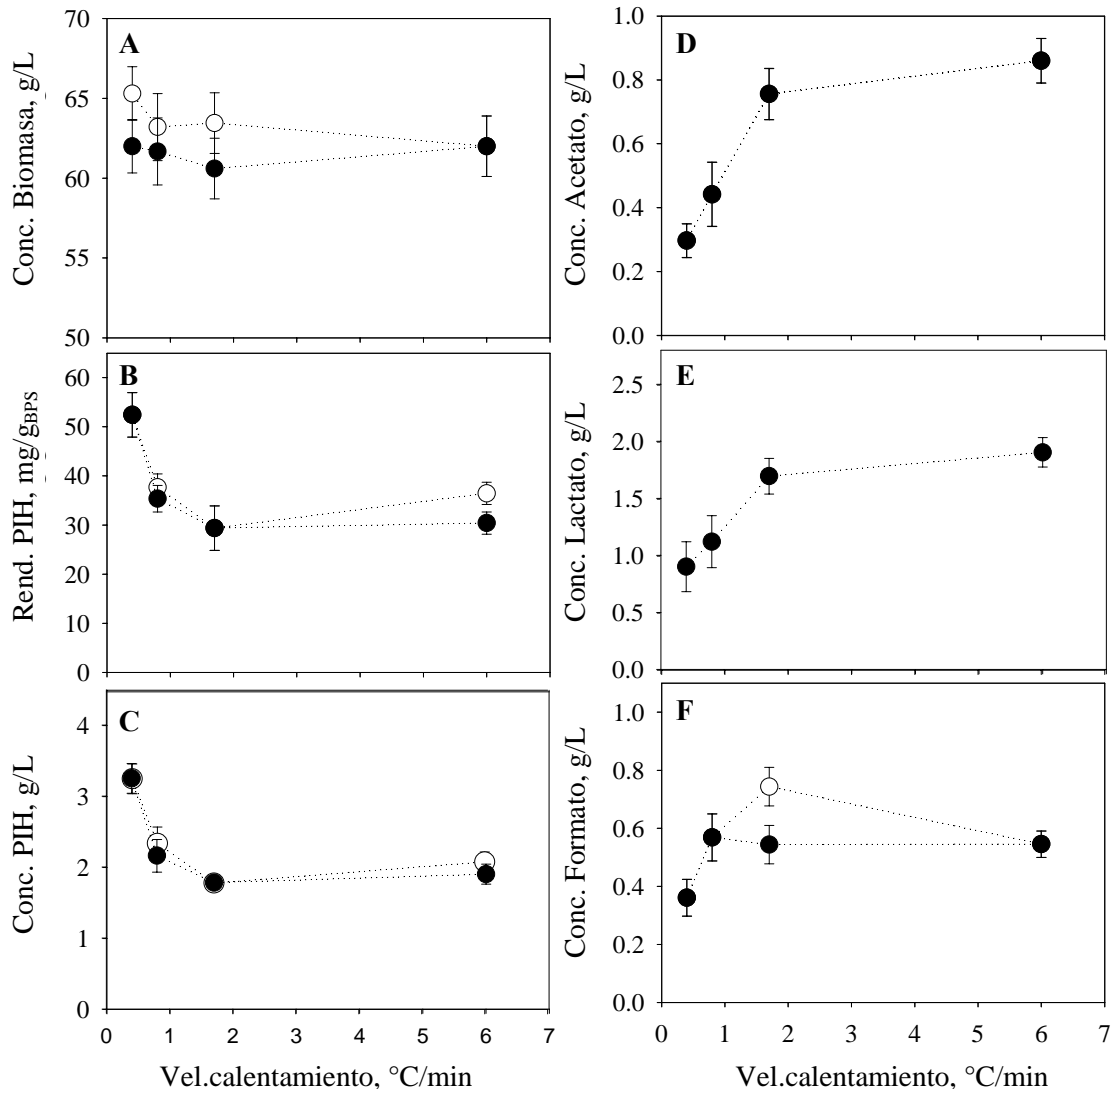 A
Conc. Biomasa, g/L
70
65
60
55
50
B
Rend. PIH, mg/gBPS
60
50
40
30
20
10
0
C
Conc. PIH, g/L
4
3
2
1
0
0 1 2 3 4 5 6 7
Vel.calentamiento, °C/min
D
Conc. Acetato, g/L
1.0
0.8
0.6
0.4
0.2
0.0
E
Conc. Lactato, g/L
2.5
2.0
1.5
1.0
0.5
0.0
F
Conc. Formato, g/L
1.0
0.8
0.6
0.4
0.2
0.0
0 1 2 3 4 5 6 7
Vel.calentamiento, °C/min